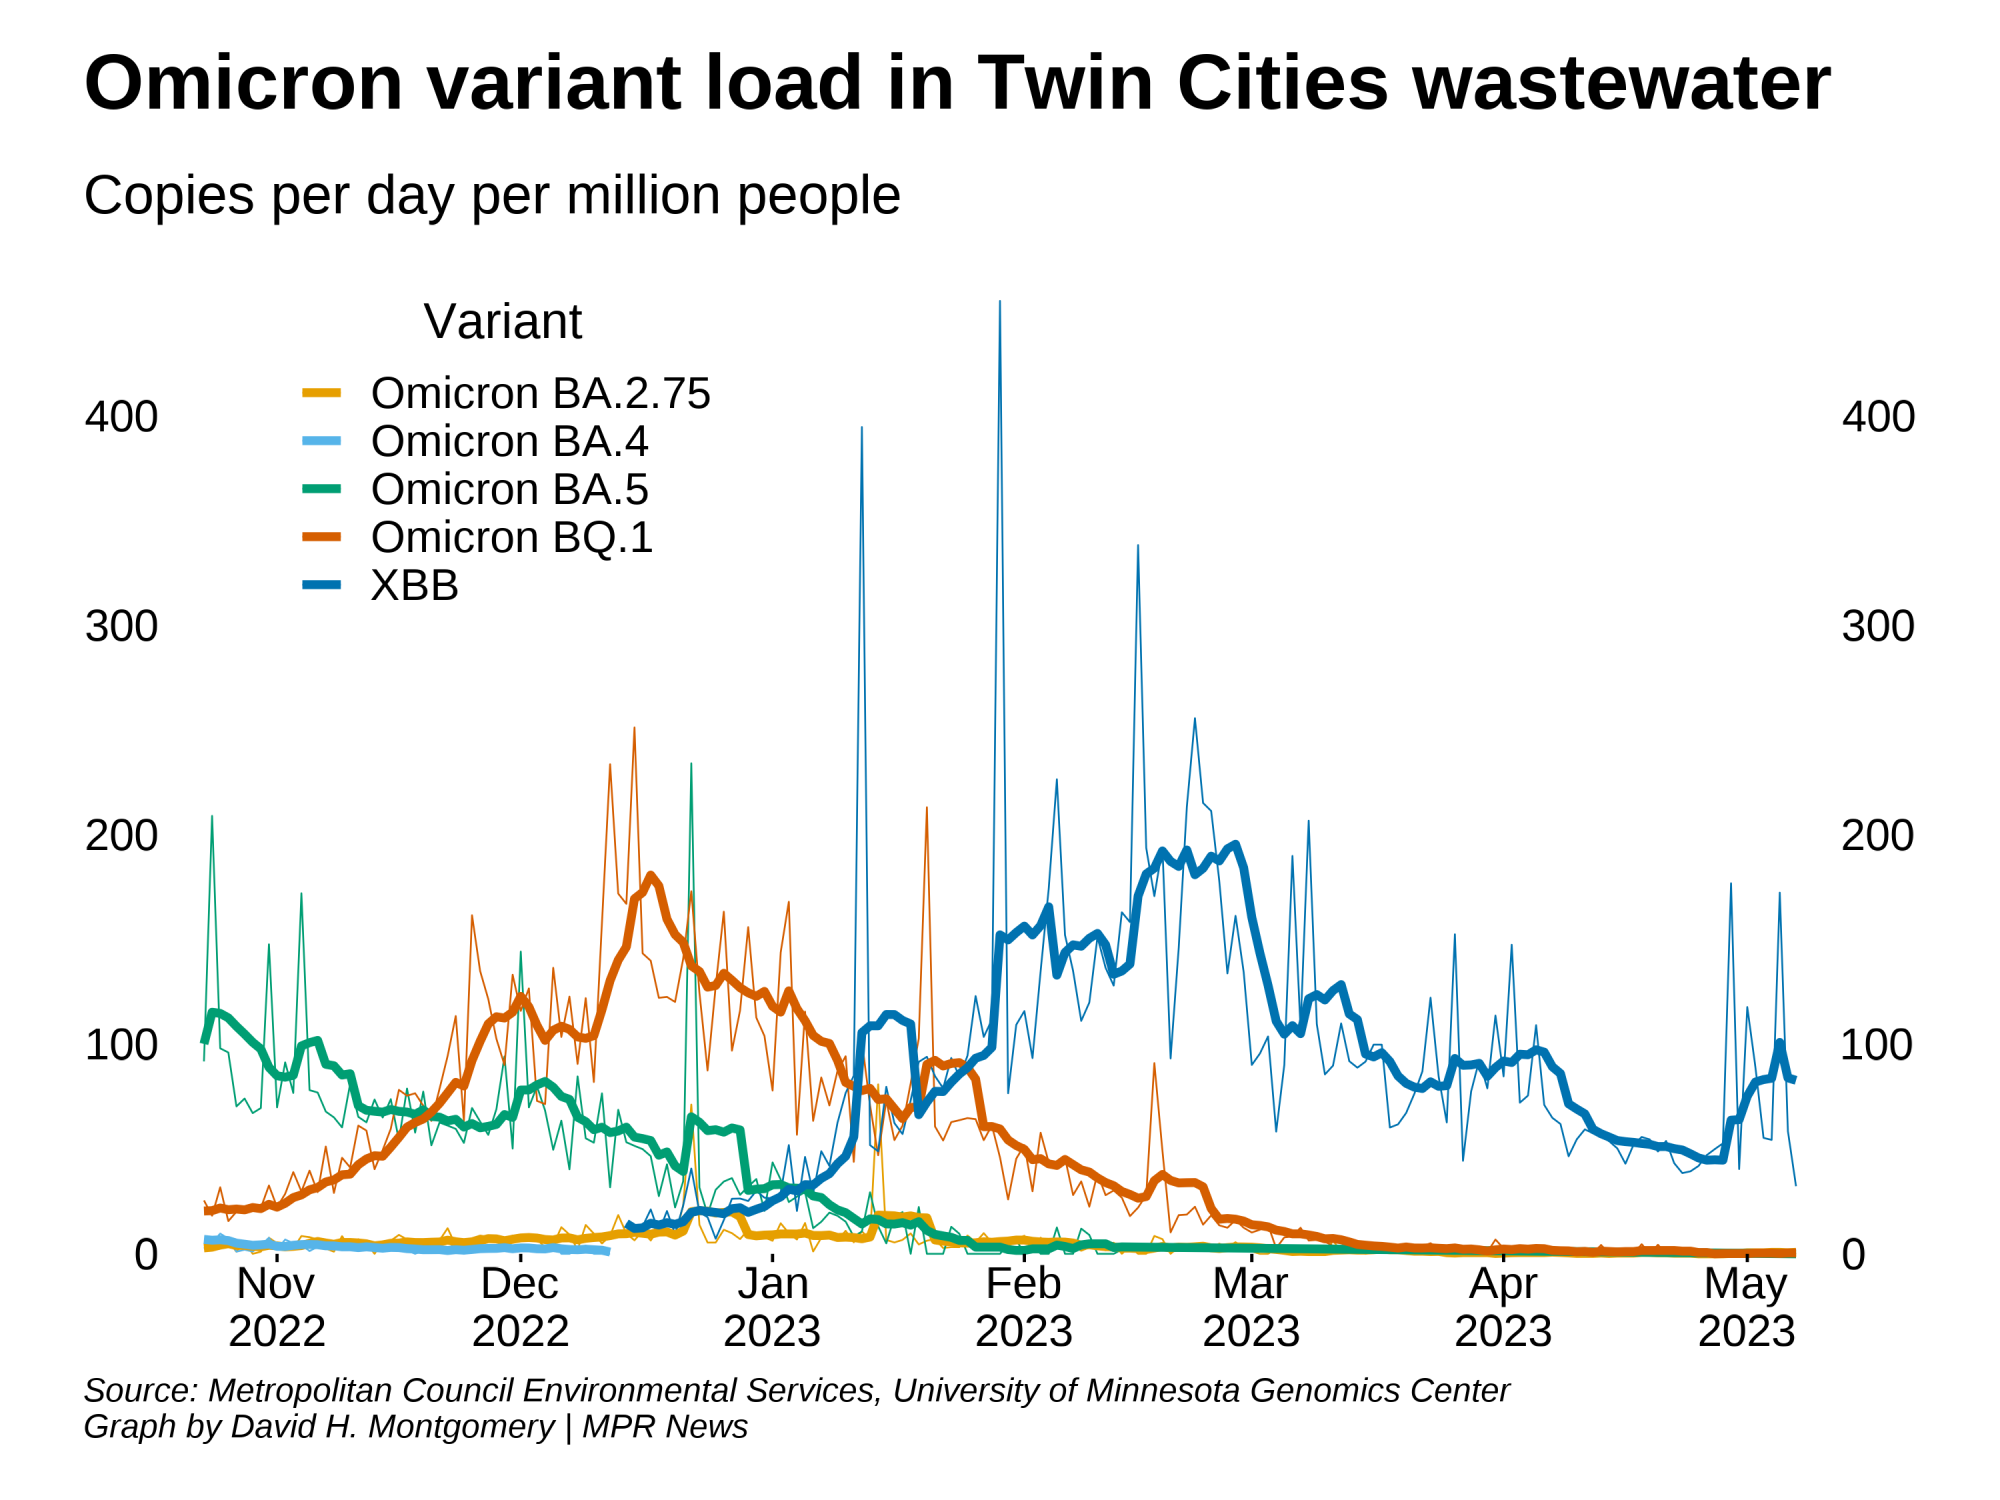 Omicron variant load in Twin Cities wastewater
Copies per day per million people
Variant
Omicron BA.2.75
Omicron BA.4
Omicron BA.5
Omicron BQ.1
XBB
400 400
300 300
200 200
100 100
0 0
Nov Dec Jan Feb Mar Apr May
2022 2022 2023 2023 2023 2023 2023
Source: Metropolitan Council Environmental Services, University of Minnesota Genomics Center
Graph by David H. Montgomery | MPR News